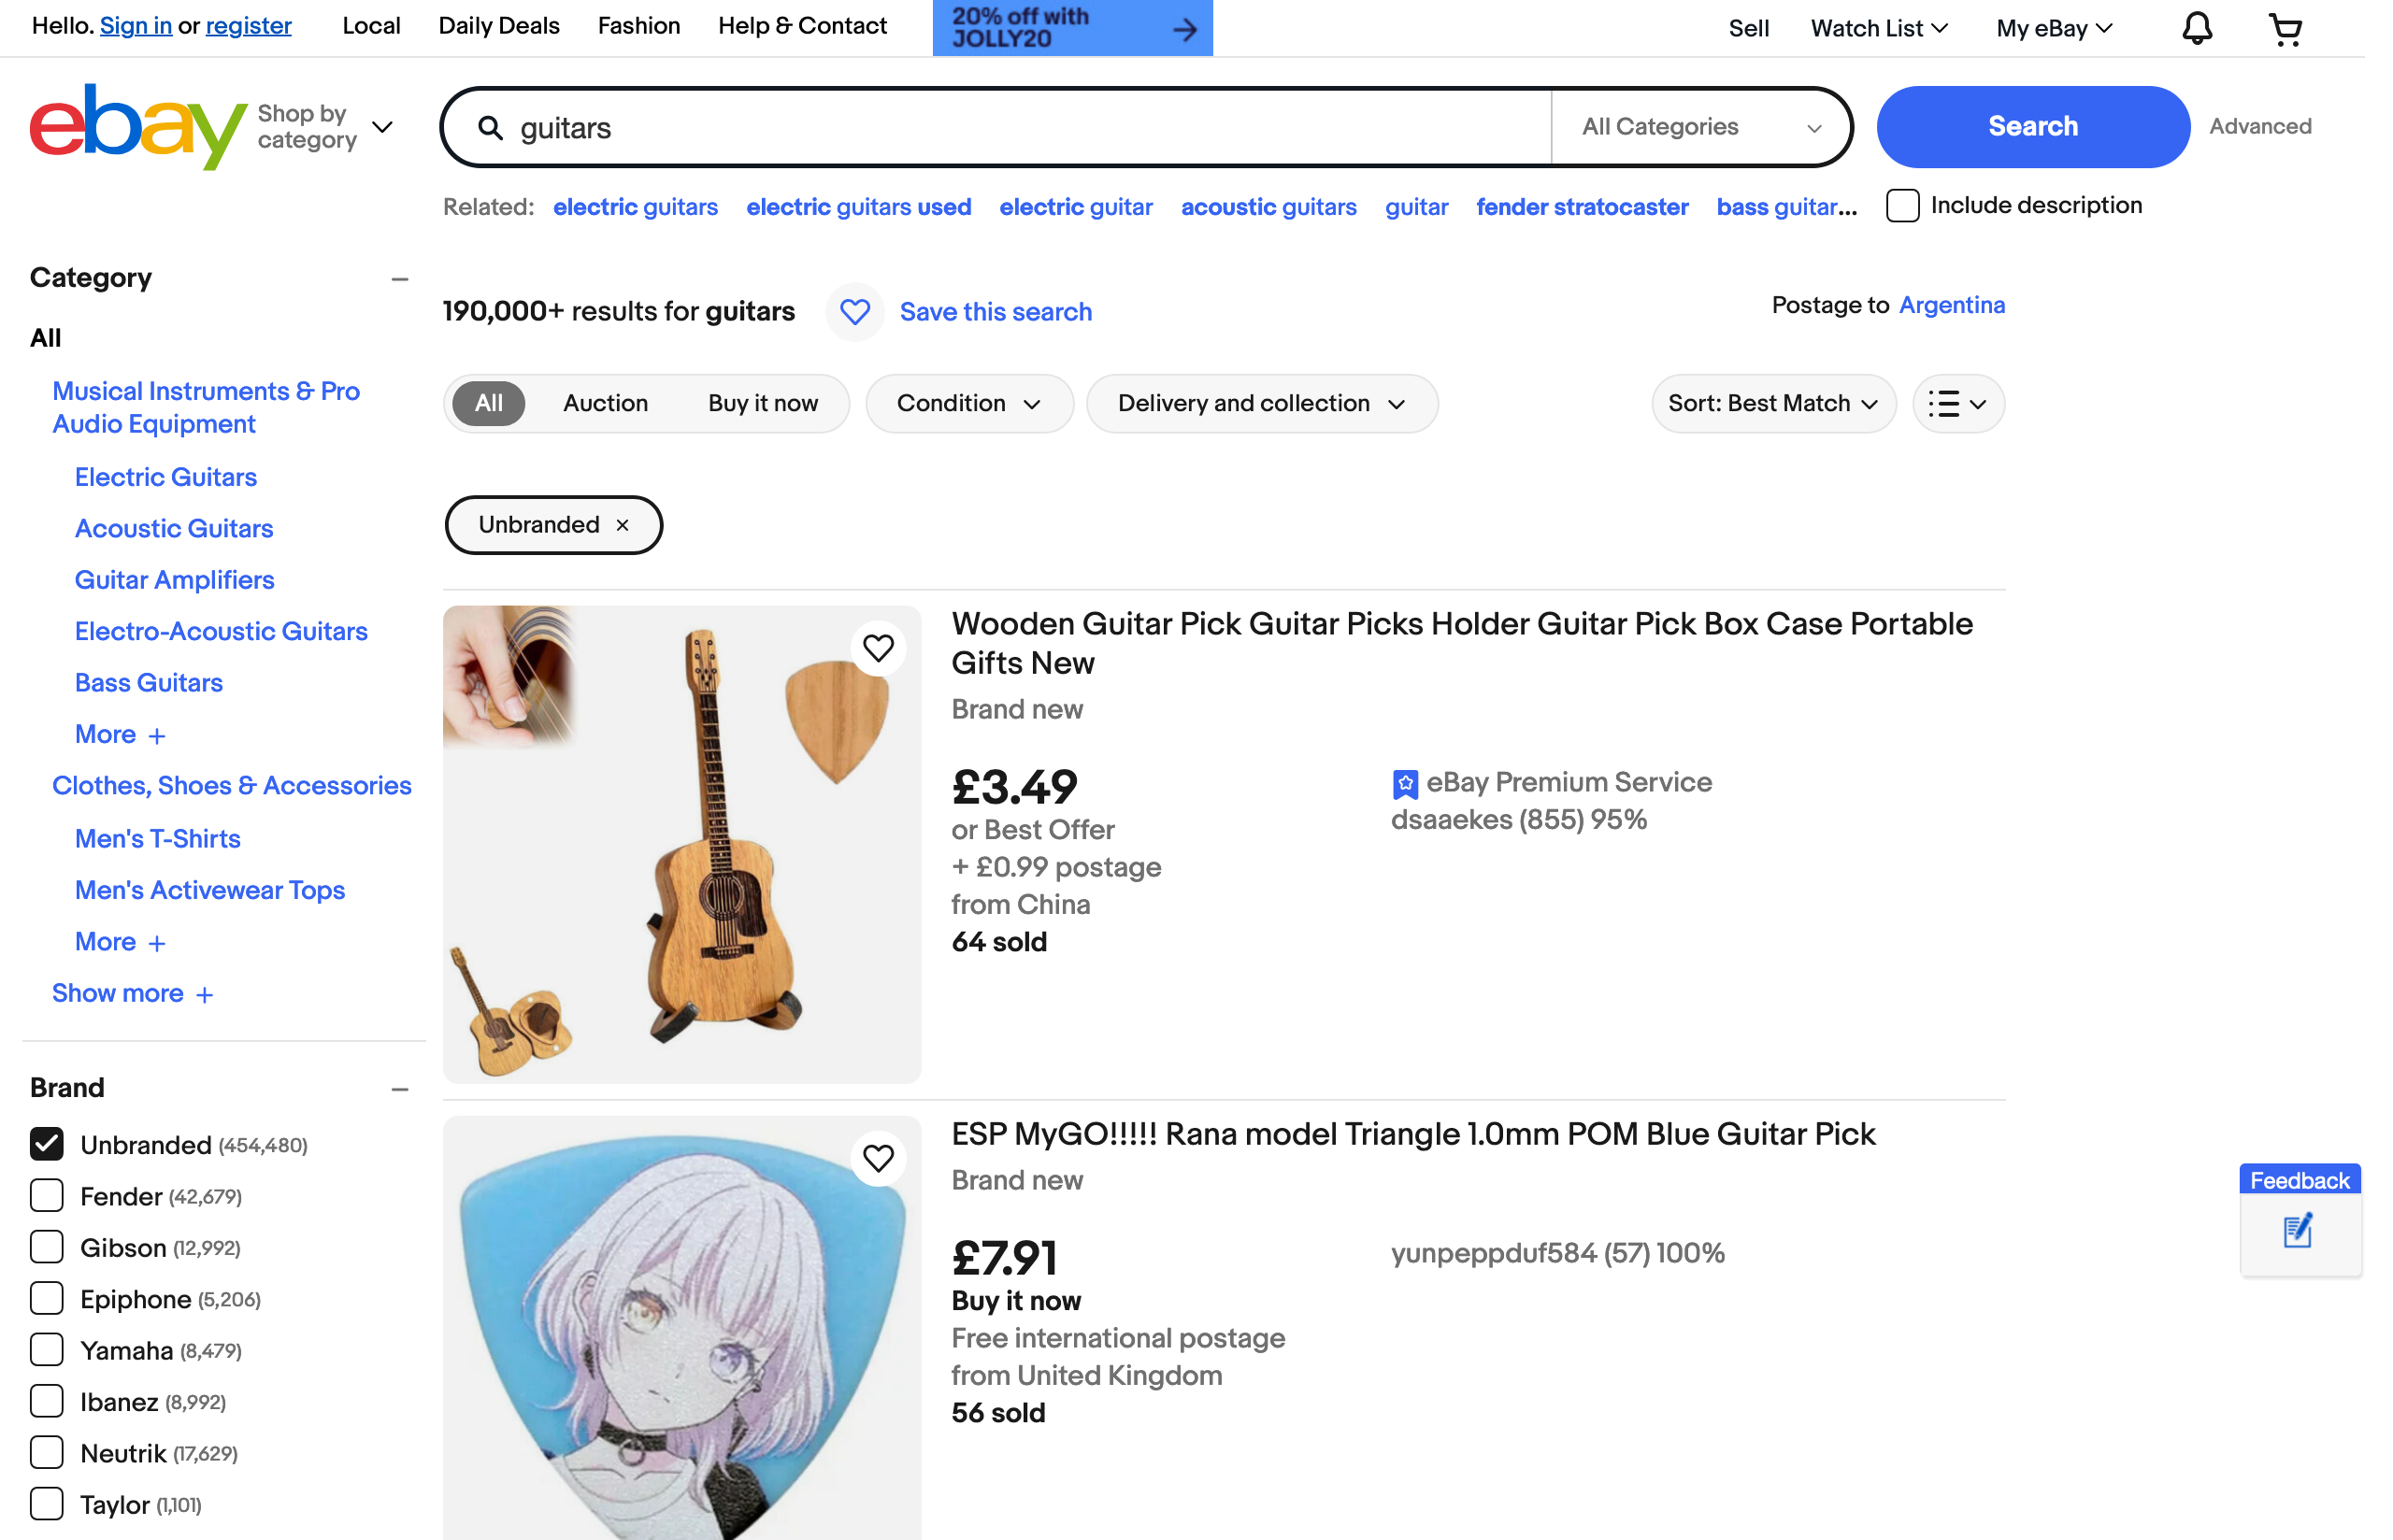 Hello. Sign in or register
Local
Daily Deals
Fashion
Help & Contact
20% off with
JOLLY20
Sell
Watch List
My eBay
ebay
Shop by
category
guitars
All Categories
Search
Advanced
Related: electric guitars electric guitars used electric guitar acoustic guitars guitar fender stratocaster bass guitar...
Include description
Category
All
Musical Instruments & Pro
Audio Equipment
Electric Guitars
Acoustic Guitars
Guitar Amplifiers
Electro-Acoustic Guitars
Bass Guitars
More +
Clothes, Shoes & Accessories
Men's T-Shirts
Men's Activewear Tops
More +
Show more +
Brand
Unbranded (454,480)
Fender (42,679)
Gibson (12,992)
Epiphone (5,206)
Yamaha (8,479)
Ibanez (8,992)
Neutrik (17,629)
Taylor (1,101)
190,000+ results for guitars
Save this search
Postage to Argentina
All
Auction
Buy it now
Condition
Delivery and collection
Sort: Best Match
Unbranded ×
Wooden Guitar Pick Guitar Picks Holder Guitar Pick Box Case Portable
Gifts New
Brand new
£3.49
or Best Offer
+ £0.99 postage
from China
64 sold
eBay Premium Service
dsaaekes (855) 95%
ESP MyGO!!!!! Rana model Triangle 1.0mm POM Blue Guitar Pick
Brand new
£7.91
Buy it now
Free international postage
from United Kingdom
56 sold
yunpeppduf584 (57) 100%
Feedback